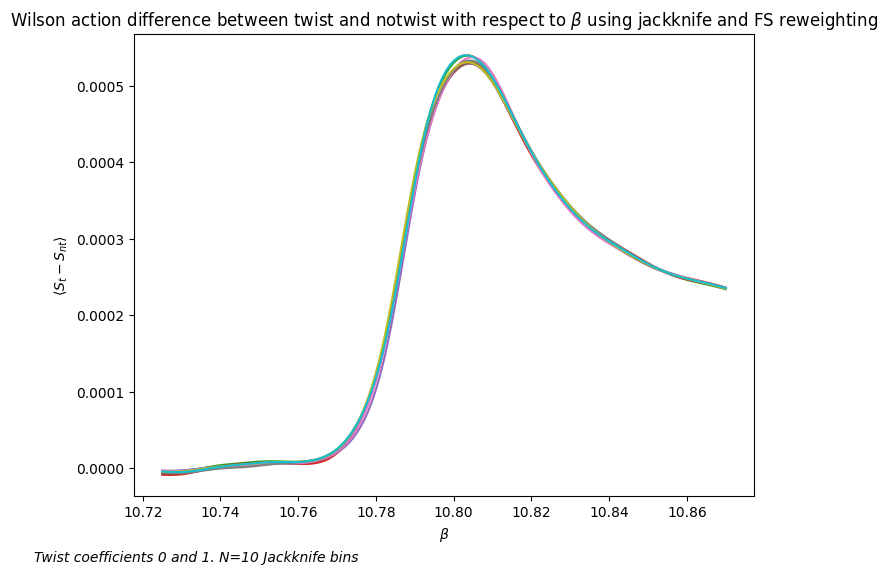 Wilson action difference between twist and notwist with respect to β using jackknife and FS reweighting
0.0005
0.0004
0.0003
0.0002
0.0001
0.0000
⟨S_t − S_{nt}⟩
10.72 10.74 10.76 10.78 10.80 10.82 10.84 10.86
β
Twist coefficients 0 and 1. N=10 Jackknife bins